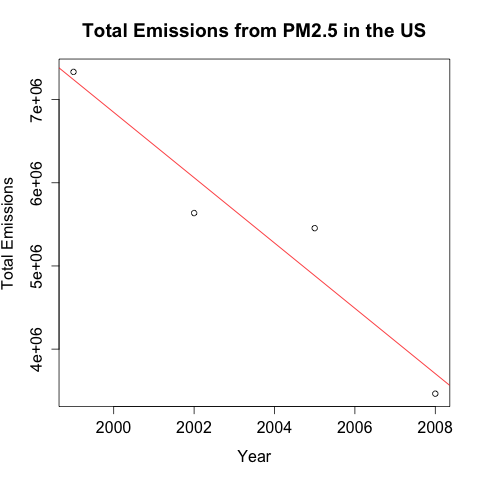 Total Emissions from PM2.5 in the US
Total Emissions
7e+06
6e+06
5e+06
4e+06
2000 2002 2004 2006 2008
Year